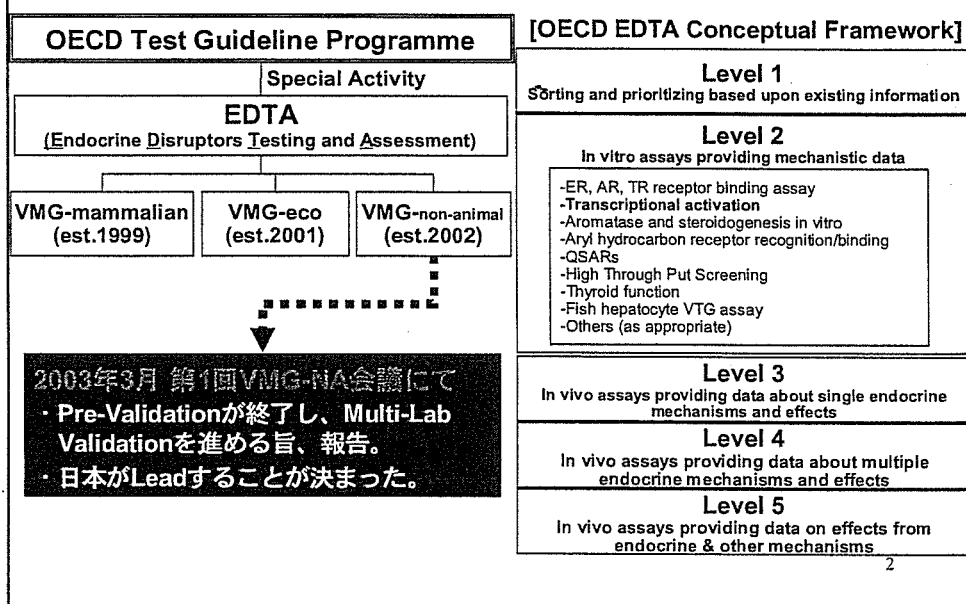 OECD Test Guideline Programme
Special Activity
EDTA
(Endocrine Disruptors Testing and Assessment)
VMG-mammalian
(est.1999)
VMG-eco
(est.2001)
VMG-non-animal
(est.2002)
2003年3月 第1回VMG-NA会議にて
・Pre-Validationが終了し、Multi-Lab
Validationを進める旨、報告。
・日本がLeadすることが決まった。
[OECD EDTA Conceptual Framework]
Level 1
Sorting and prioritizing based upon existing information
Level 2
In vitro assays providing mechanistic data
-ER, AR, TR receptor binding assay
-Transcriptional activation
-Aromatase and steroidogenesis in vitro
-Aryl hydrocarbon receptor recognition/binding
-QSARs
-High Through Put Screening
-Thyroid function
-Fish hepatocyte VTG assay
-Others (as appropriate)
Level 3
In vivo assays providing data about single endocrine
mechanisms and effects
Level 4
In vivo assays providing data about multiple
endocrine mechanisms and effects
Level 5
In vivo assays providing data on effects from
endocrine & other mechanisms
2